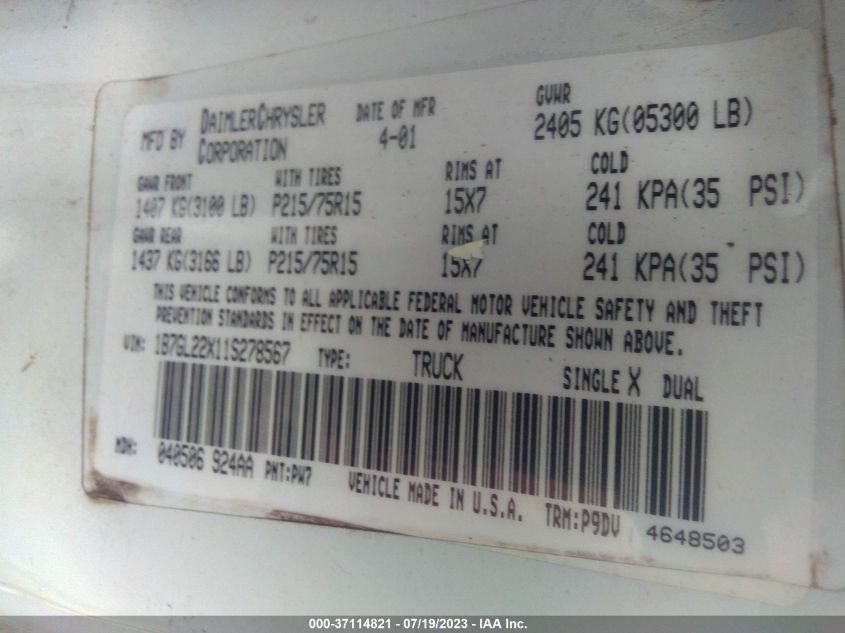 MFD BY DAIMLERCHRYSLER CORPORATION DATE OF MFR 4-01 GVWR 2405 KG(05300 LB)
GAWR FRONT WITH TIRES RIMS AT COLD
1407 KG(3100 LB) P215/75R15 15X7 241 KPA(35 PSI)
GAWR REAR WITH TIRES RIMS AT COLD
1437 KG(3166 LB) P215/75R15 15X7 241 KPA(35 PSI)
THIS VEHICLE CONFORMS TO ALL APPLICABLE FEDERAL MOTOR VEHICLE SAFETY AND THEFT
PREVENTION STANDARDS IN EFFECT ON THE DATE OF MANUFACTURE SHOWN ABOVE.
VIN: 1B7GL22X11S278567 TYPE: TRUCK SINGLE X DUAL
MDH: 040506 924AA PNT:PW7 VEHICLE MADE IN U.S.A. TRM:P9DV 4648503
000-37114821 - 07/19/2023 - IAA Inc.